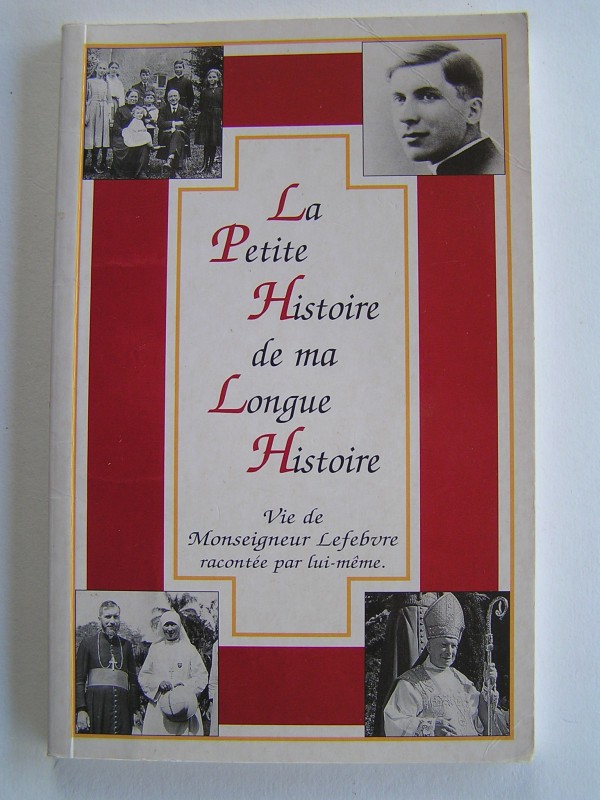 La
Petite
Histoire
de ma
Longue
Histoire
Vie de
Monseigneur Lefebvre
racontée par lui-même.